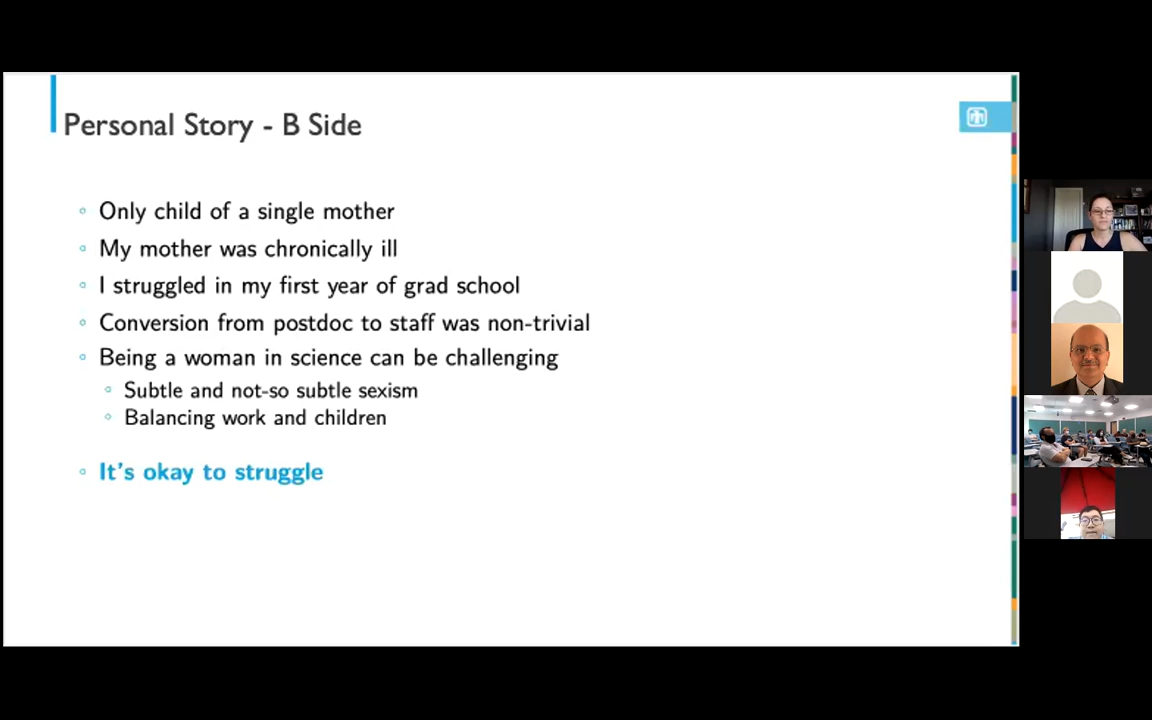 Personal Story - B Side
Only child of a single mother
My mother was chronically ill
I struggled in my first year of grad school
Conversion from postdoc to staff was non-trivial
Being a woman in science can be challenging
Subtle and not-so subtle sexism
Balancing work and children
It's okay to struggle